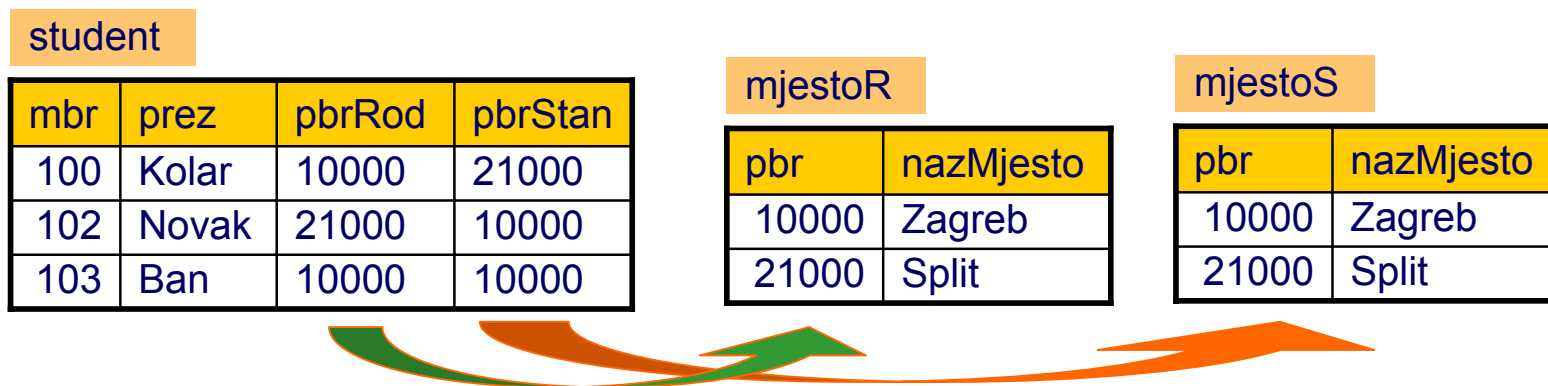 student
mbr prez pbrRod pbrStan
100 Kolar 10000 21000
102 Novak 21000 10000
103 Ban 10000 10000
mjestoR
pbr nazMjesto
10000 Zagreb
21000 Split
mjestoS
pbr nazMjesto
10000 Zagreb
21000 Split